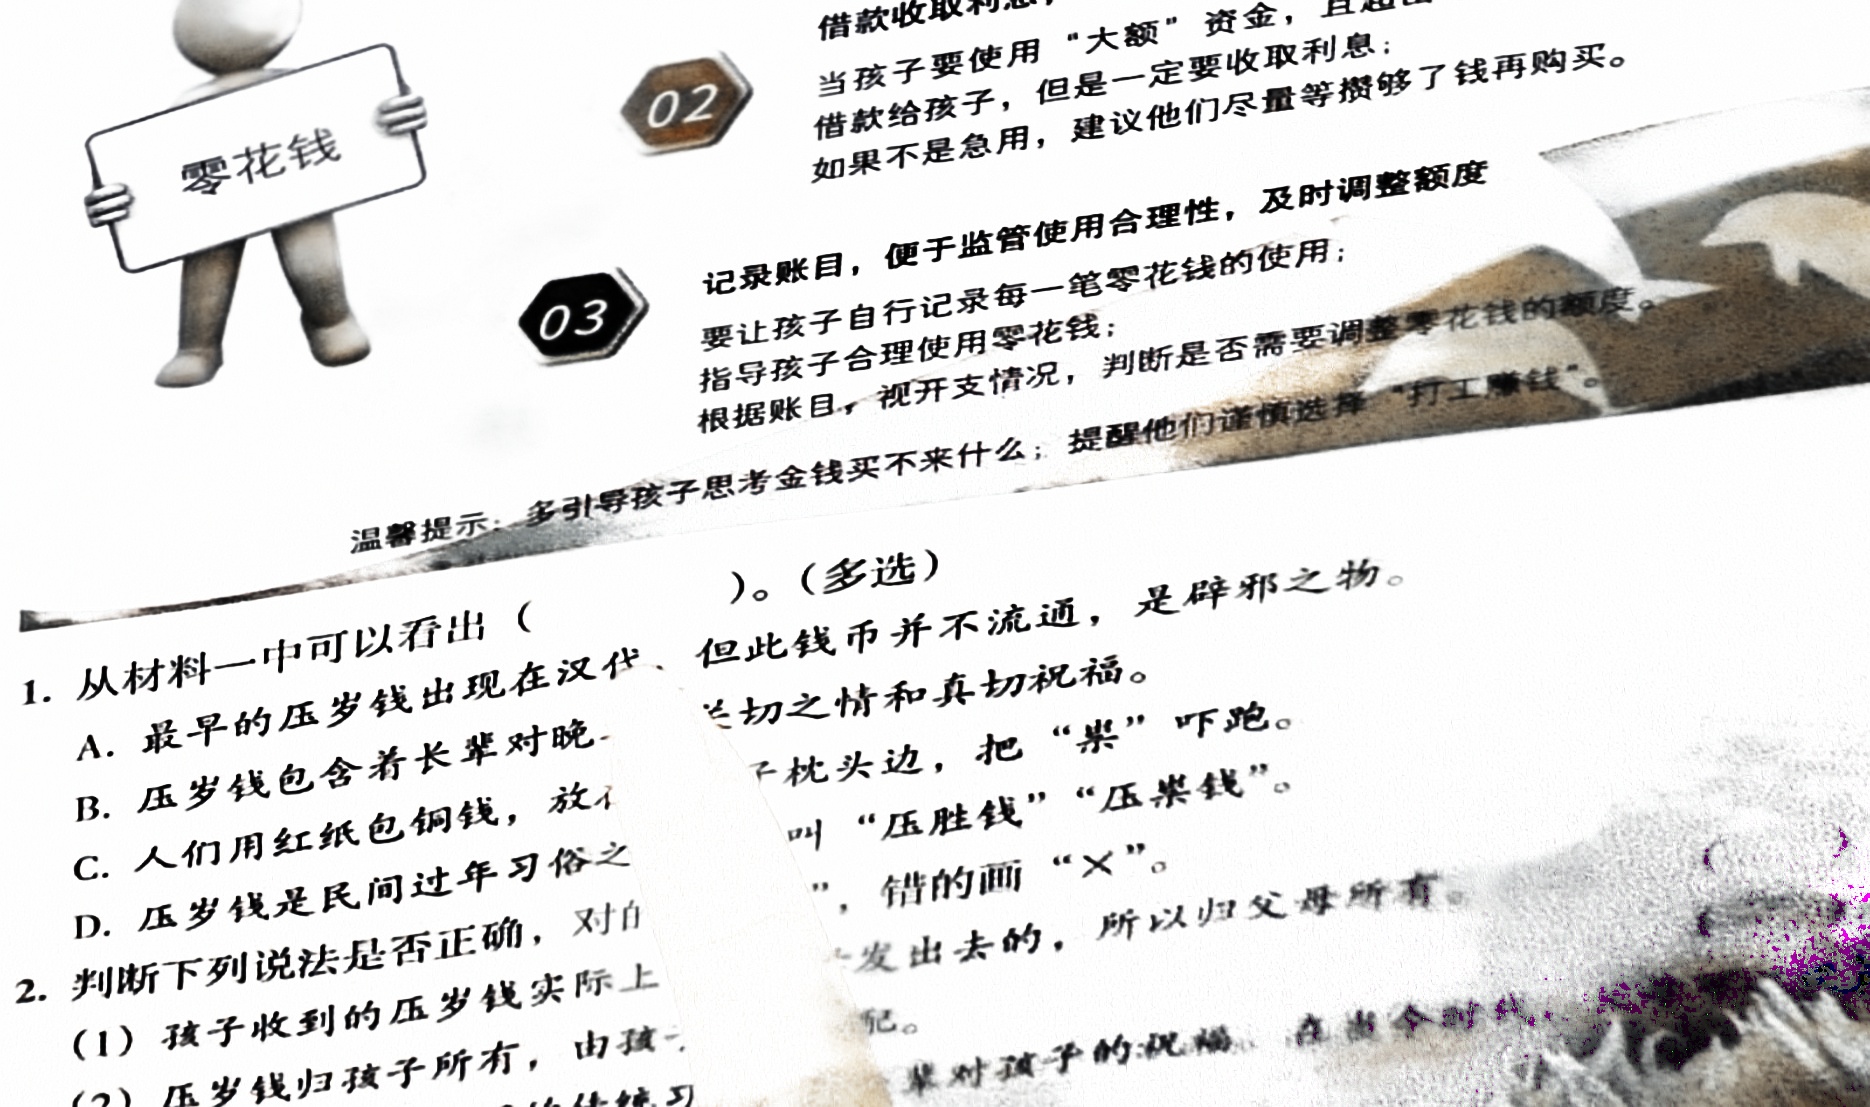 借款收取利息，
当孩子要使用“大额”资金，且超出
02
借款给孩子，但是一定要收取利息；
如果不是急用，建议他们尽量等攒够了钱再购买。
零花钱
记录账目，便于监管使用合理性，及时调整额度
03
要让孩子自行记录每一笔零花钱的使用；
指导孩子合理使用零花钱；
根据账目，视开支情况，判断是否需要调整零花钱的额度。
温馨提示：多引导孩子思考金钱买不来什么；提醒他们谨慎选择“打工赚钱”。
1. 从材料一中可以看出（ ）。（多选）
A. 最早的压岁钱出现在汉代，但此钱币并不流通，是辟邪之物。
B. 压岁钱包含着长辈对晚 关切之情和真切祝福。
C. 人们用红纸包铜钱，放在 子枕头边，把“祟”吓跑。
D. 压岁钱是民间过年习俗之 叫“压胜钱”“压祟钱”。
2. 判断下列说法是否正确，对的 ”，错的画“×”。
（1）孩子收到的压岁钱实际上 发出去的，所以归父母所有。（ ）
（2）压岁钱归孩子所有，由孩子 配。
的传统习 辈对孩子的祝福，在当今时代，